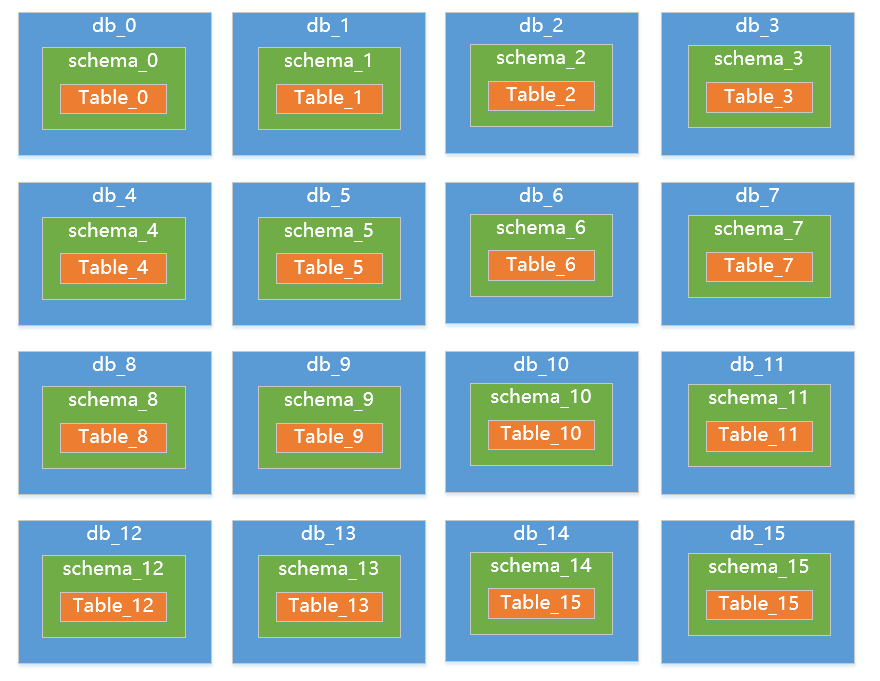 db_0
schema_0
Table_0
db_1
schema_1
Table_1
db_2
schema_2
Table_2
db_3
schema_3
Table_3
db_4
schema_4
Table_4
db_5
schema_5
Table_5
db_6
schema_6
Table_6
db_7
schema_7
Table_7
db_8
schema_8
Table_8
db_9
schema_9
Table_9
db_10
schema_10
Table_10
db_11
schema_11
Table_11
db_12
schema_12
Table_12
db_13
schema_13
Table_13
db_14
schema_14
Table_15
db_15
schema_15
Table_15